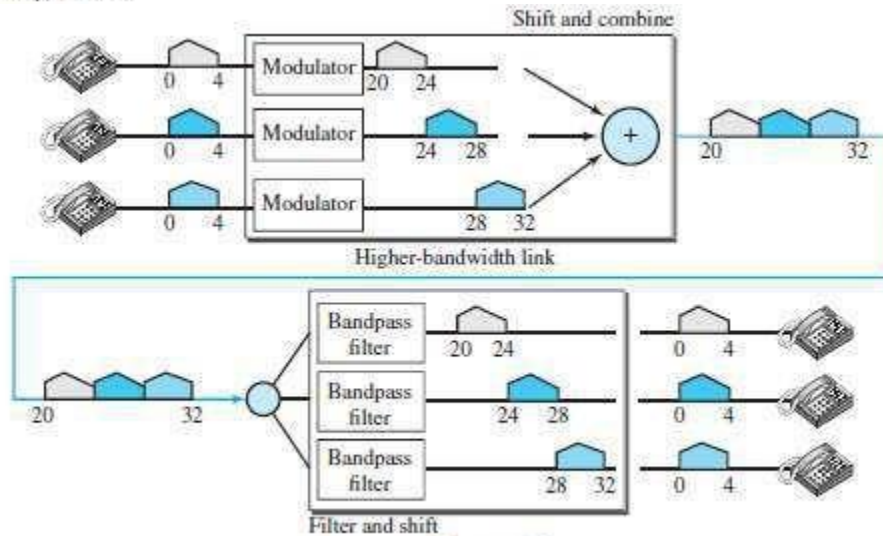 Shift and combine
0 4 Modulator 20 24
0 4 Modulator 24 28 + 20 32
0 4 Modulator 28 32
Higher-bandwidth link
Bandpass
filter 20 24 0 4
20 32 Bandpass
filter 24 28 0 4
Bandpass
filter 28 32 0 4
Filter and shift